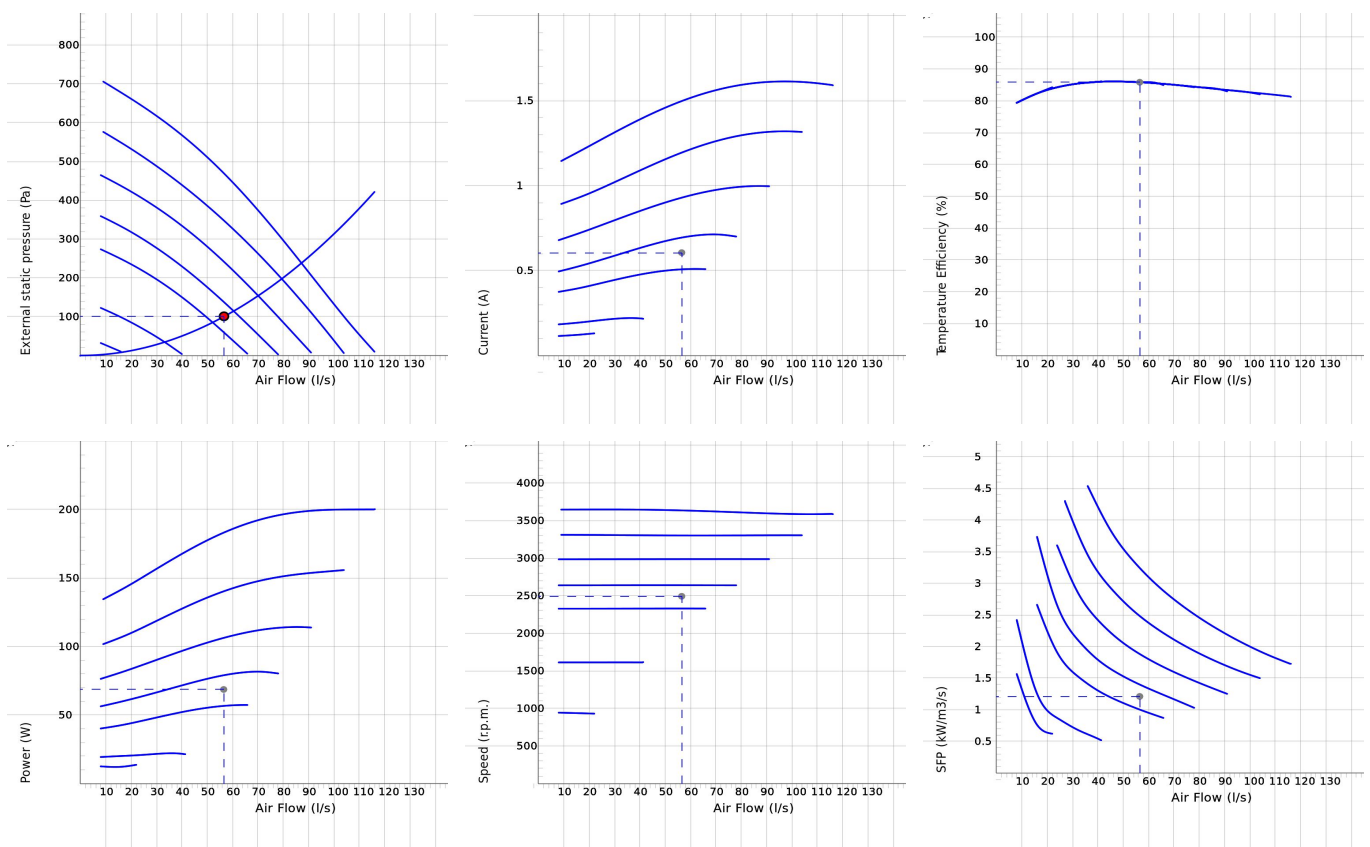 800
700
600
500
400
300
200
100
External static pressure (Pa)
10 20 30 40 50 60 70 80 90 100 110 120 130
Air Flow (l/s)
1.5
1
0.5
Current (A)
10 20 30 40 50 60 70 80 90 100 110 120 130
Air Flow (l/s)
100
90
80
70
60
50
40
30
20
10
Temperature Efficiency (%)
10 20 30 40 50 60 70 80 90 100 110 120 130
Air Flow (l/s)
200
150
100
50
Power (W)
10 20 30 40 50 60 70 80 90 100 110 120 130
Air Flow (l/s)
4000
3500
3000
2500
2000
1500
1000
500
Speed (r.p.m.)
10 20 30 40 50 60 70 80 90 100 110 120 130
Air Flow (l/s)
5
4.5
4
3.5
3
2.5
2
1.5
1
0.5
SFP (kW/m3/s)
10 20 30 40 50 60 70 80 90 100 110 120 130
Air Flow (l/s)